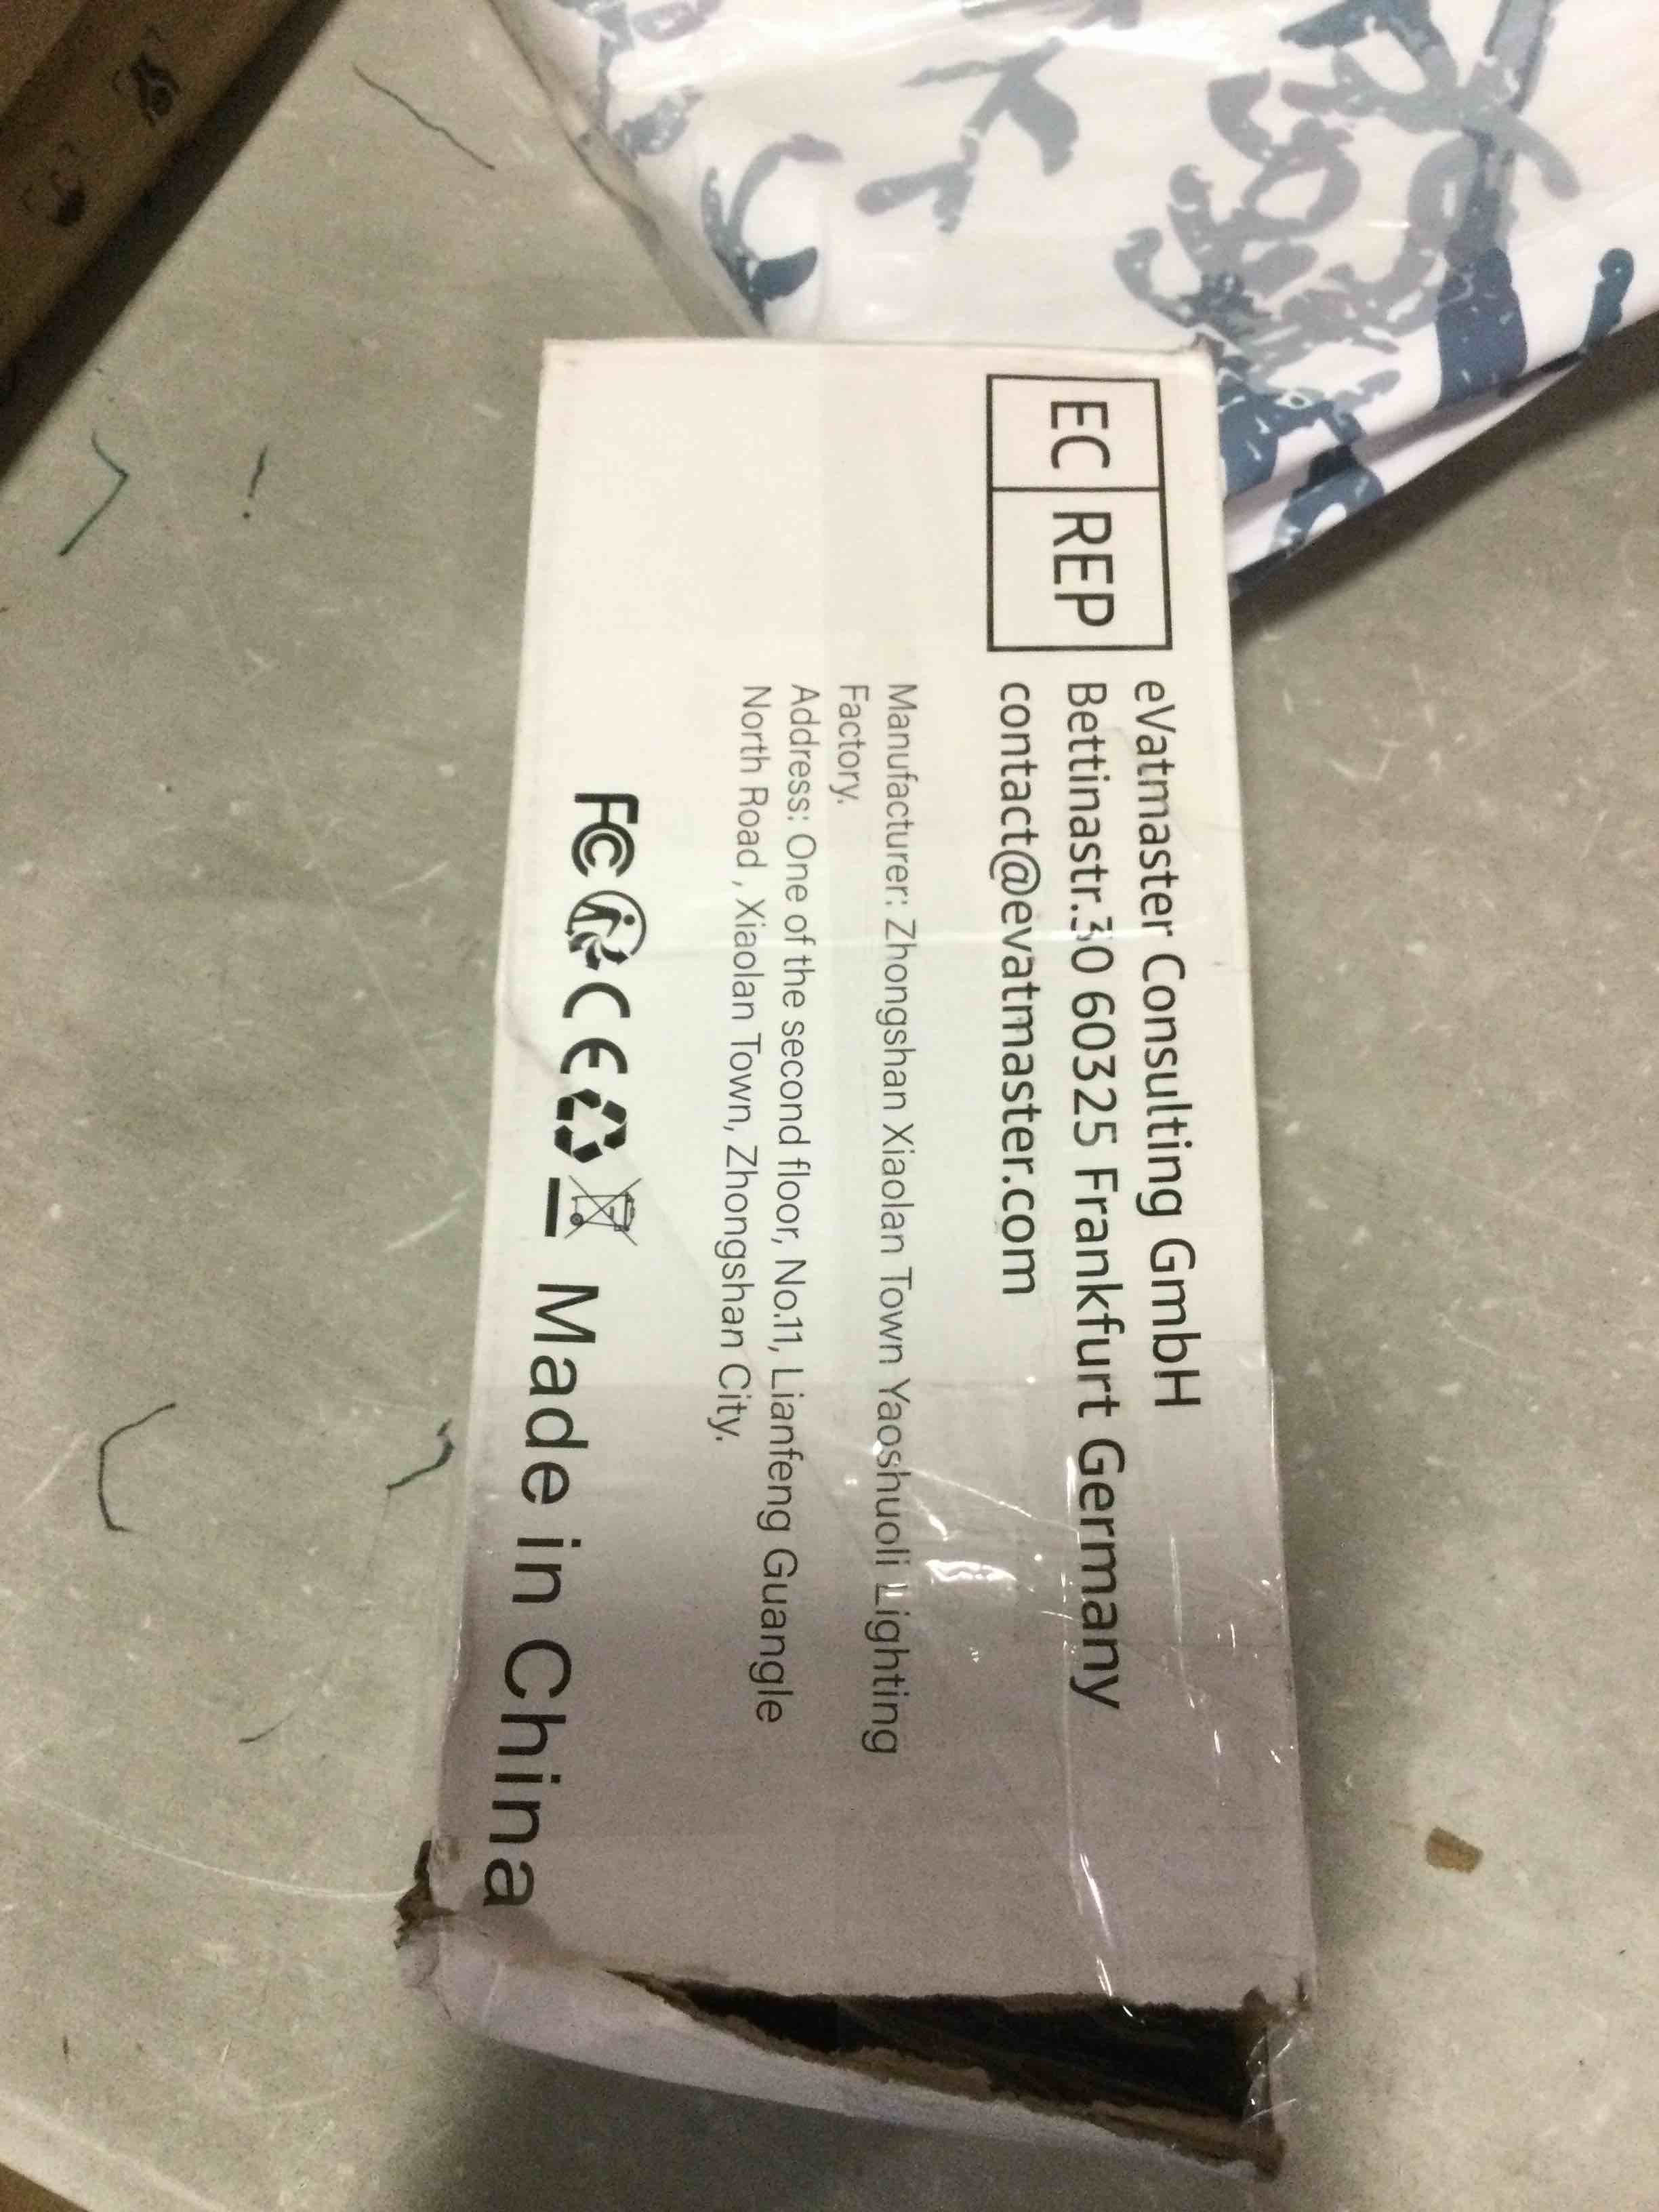 EC REP
eVatmaster Consulting GmbH
Bettinastr.30 60325 Frankfurt Germany
contact@evatmaster.com
Manufacturer: Zhongshan Xiaolan Town Yaoshuoli Lighting
Factory.
Address: One of the second floor, No.11, Lianfeng Guangle
North Road , Xiaolan Town, Zhongshan City.
FC CE Made in China